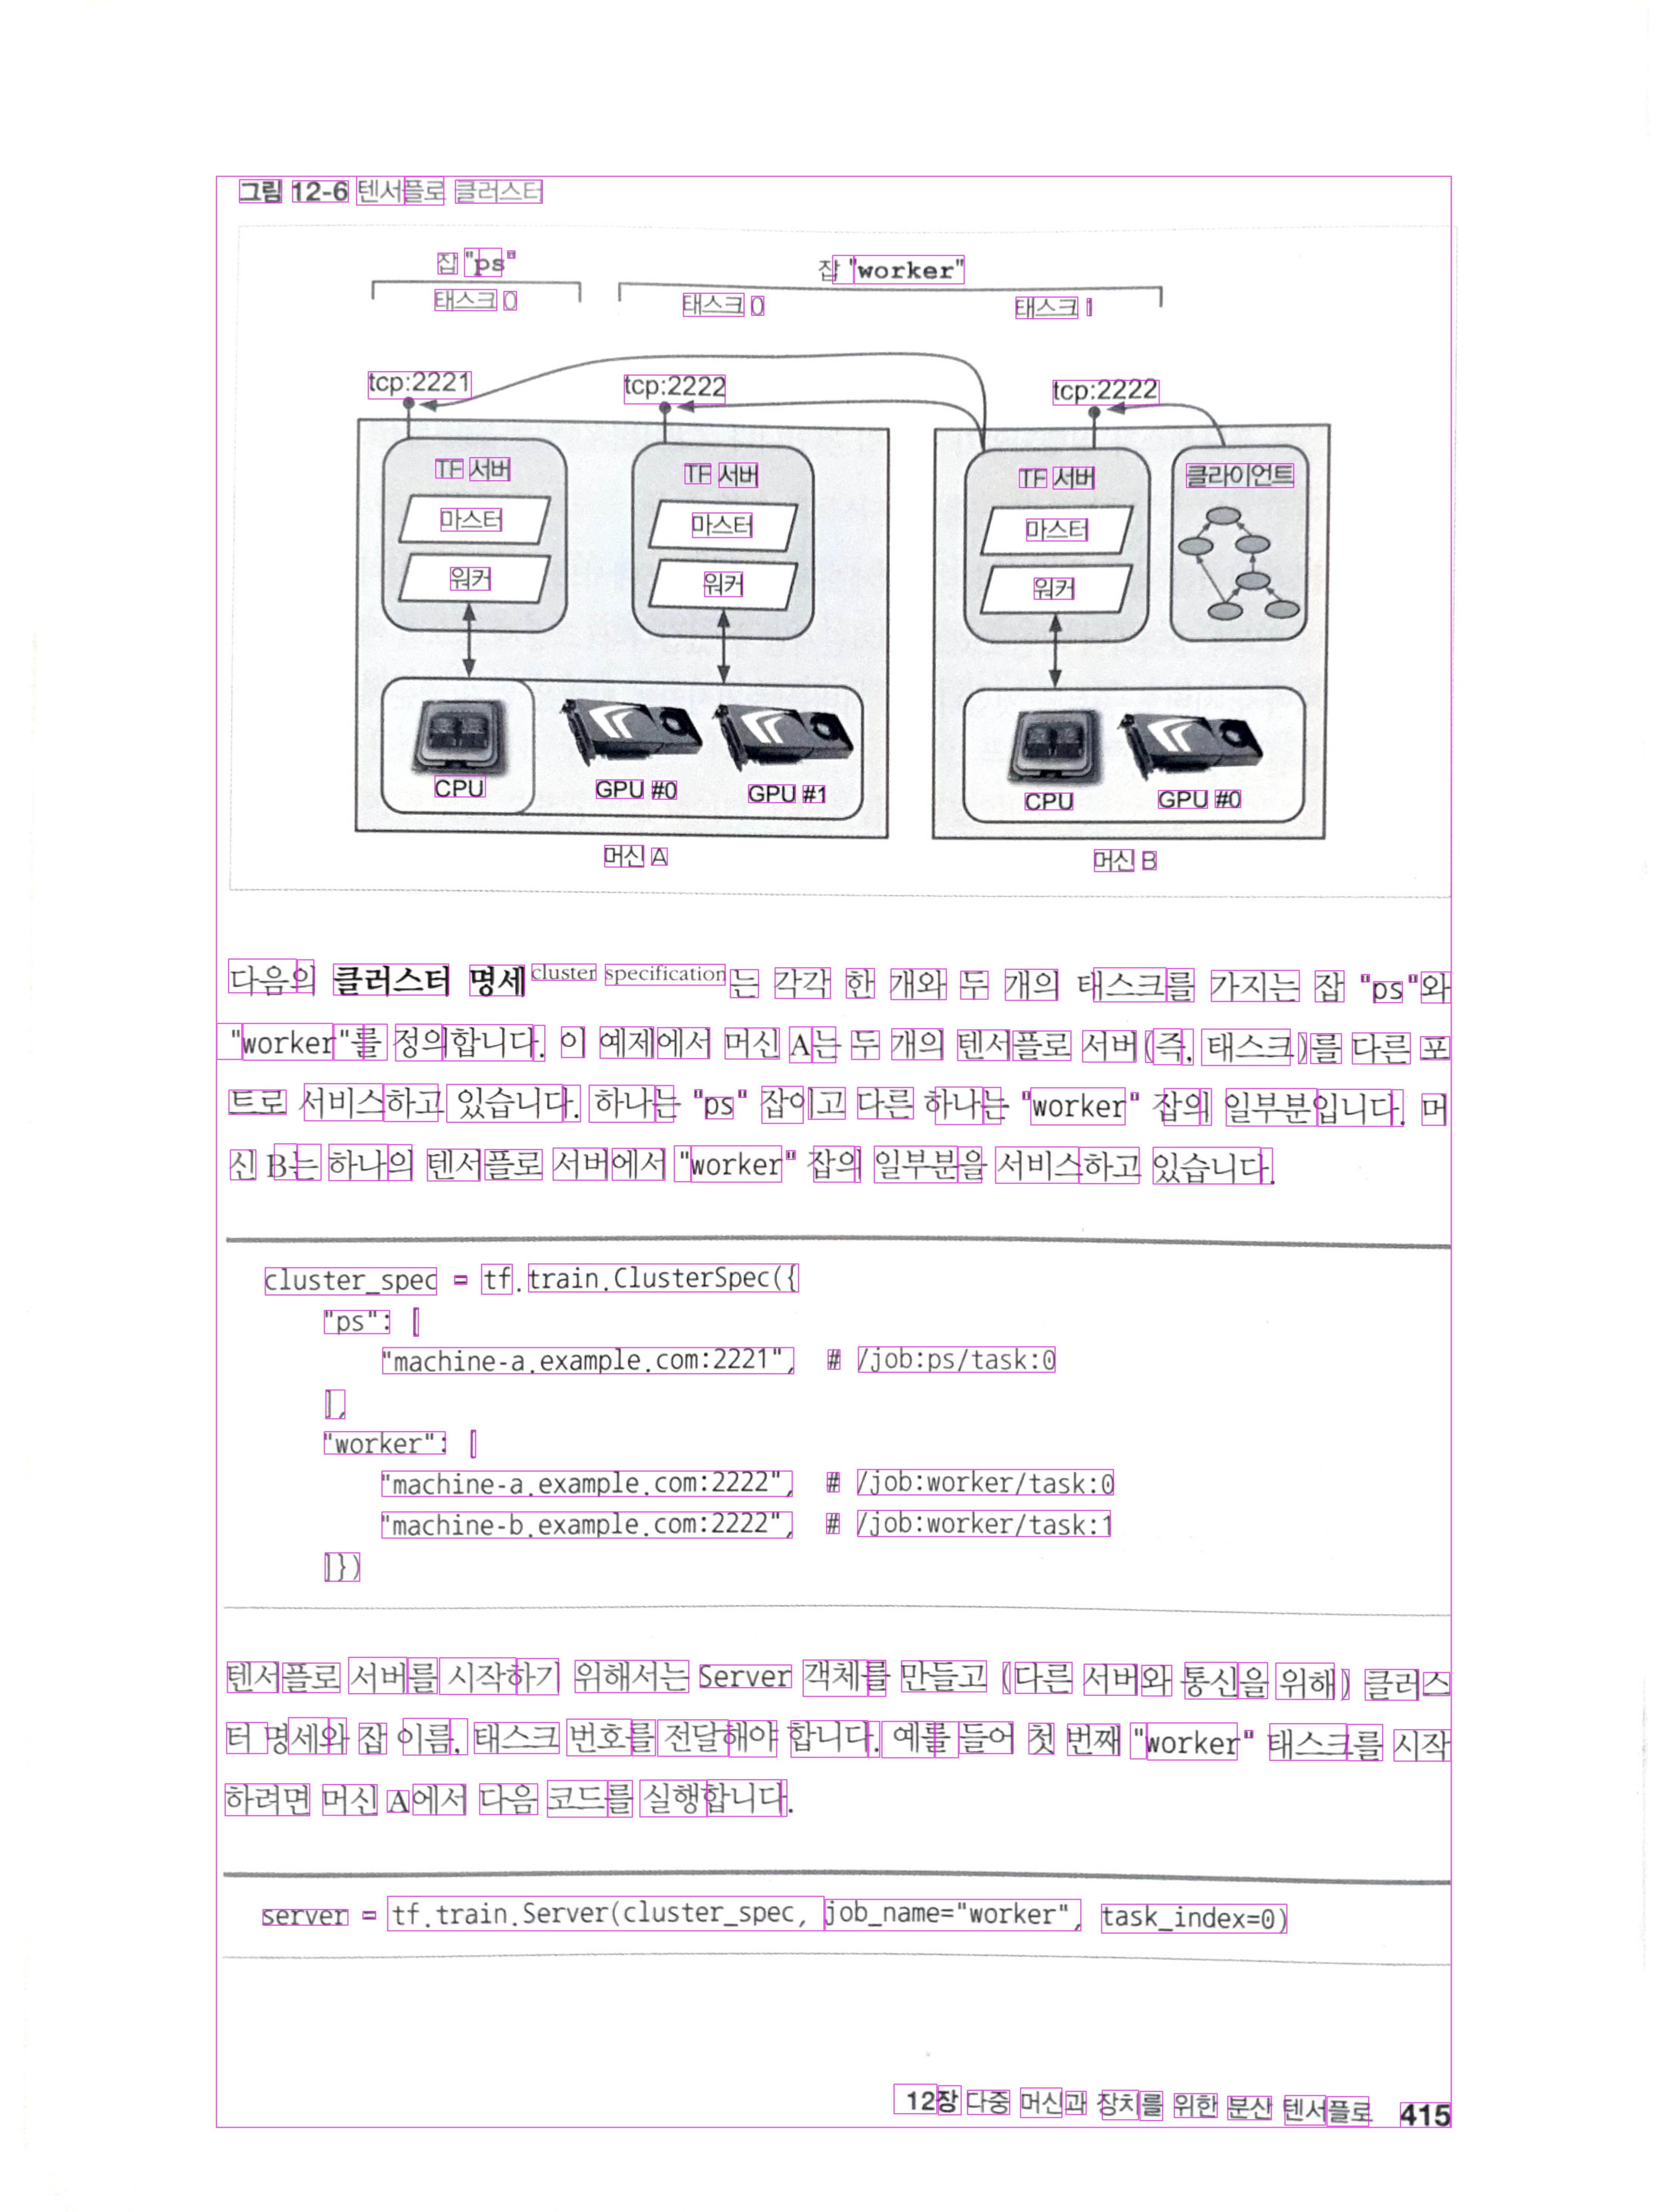 그림 12-6 텐서플로 클러스터
잡 "ps" 잡 "worker"
태스크 0 태스크 0 태스크 1
tcp:2221 tcp:2222 tcp:2222
TF 서버 TF 서버 TF 서버 클라이언트
마스터 마스터 마스터
워커 워커 워커
CPU GPU #0 GPU #1 CPU GPU #0
머신 A 머신 B
다음의 클러스터 명세cluster specification는 각각 한 개와 두 개의 태스크를 가지는 잡 "ps"와
"worker"를 정의합니다. 이 예제에서 머신 A는 두 개의 텐서플로 서버(즉, 태스크)를 다른 포
트로 서비스하고 있습니다. 하나는 "ps" 잡이고 다른 하나는 "worker" 잡의 일부분입니다. 머
신 B는 하나의 텐서플로 서버에서 "worker" 잡의 일부분을 서비스하고 있습니다.
cluster_spec = tf.train.ClusterSpec({
"ps": [
"machine-a.example.com:2221", # /job:ps/task:0
],
"worker": [
"machine-a.example.com:2222", # /job:worker/task:0
"machine-b.example.com:2222", # /job:worker/task:1
]})
텐서플로 서버를 시작하기 위해서는 Server 객체를 만들고 (다른 서버와 통신을 위해) 클러스
터 명세와 잡 이름, 태스크 번호를 전달해야 합니다. 예를 들어 첫 번째 "worker" 태스크를 시작
하려면 머신 A에서 다음 코드를 실행합니다.
server = tf.train.Server(cluster_spec, job_name="worker", task_index=0)
12장 다중 머신과 장치를 위한 분산 텐서플로 415